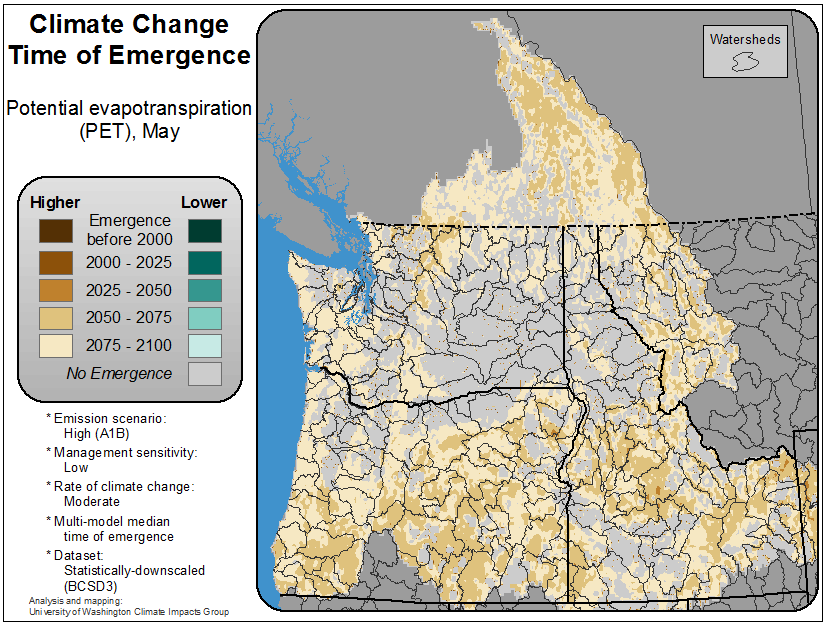 Climate Change
Time of Emergence
Potential evapotranspiration
(PET), May
Higher
Lower
Emergence
before 2000
2000 - 2025
2025 - 2050
2050 - 2075
2075 - 2100
No Emergence
* Emission scenario:
High (A1B)
* Management sensitivity:
Low
* Rate of climate change:
Moderate
* Multi-model median
time of emergence
* Dataset:
Statistically-downscaled
(BCSD3)
Analysis and mapping:
University of Washington Climate Impacts Group
Watersheds